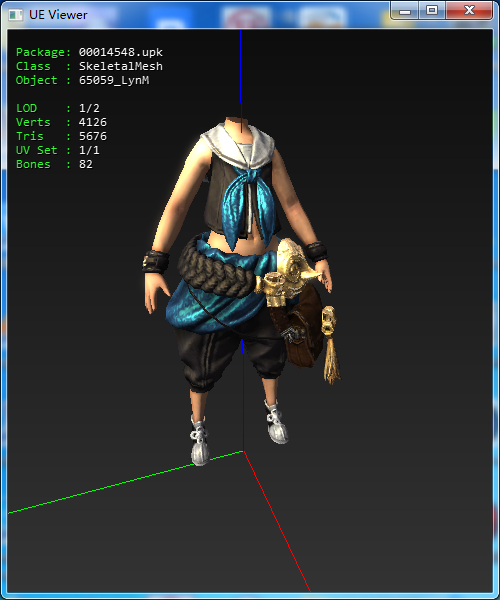 UE Viewer
Package: 00014548.upk
Class : SkeletalMesh
Object : 65059_LynM
LOD : 1/2
Verts : 4126
Tris : 5676
UV Set : 1/1
Bones : 82